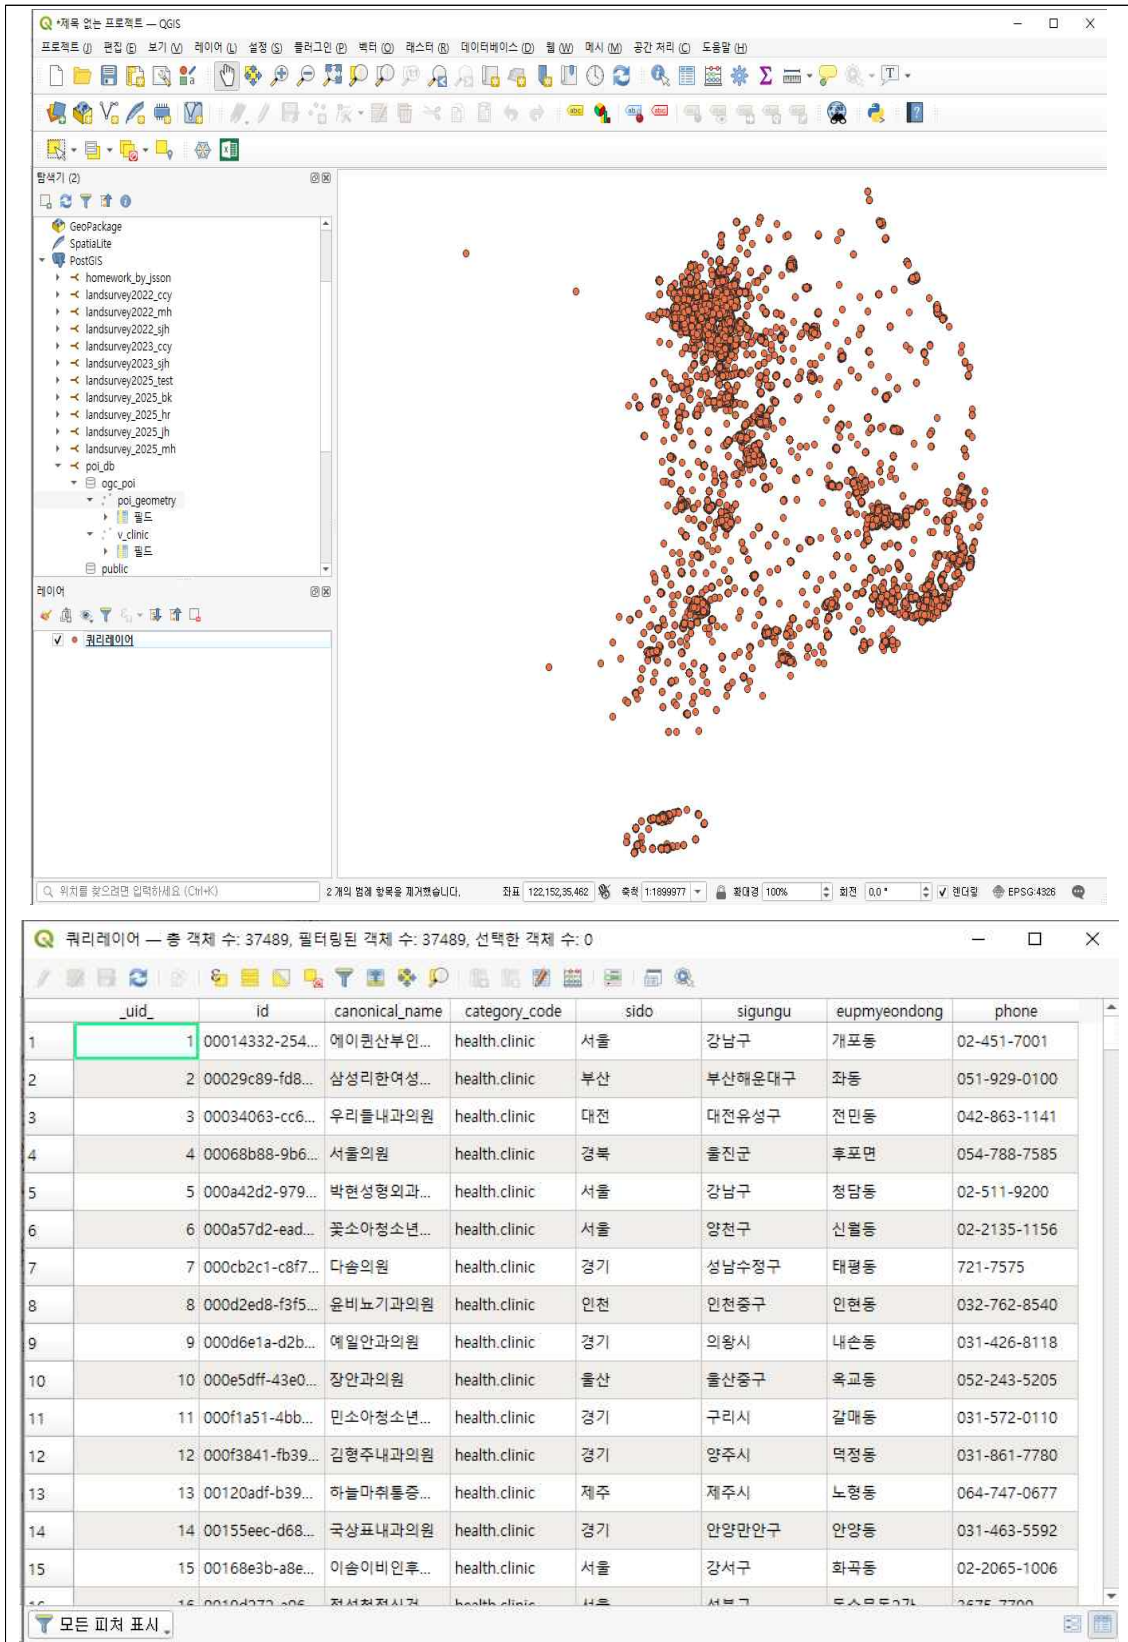 *제목 없는 프로젝트 — QGIS
프로젝트 (J) 편집 (E) 보기 (V) 레이어 (L) 설정 (S) 플러그인 (P) 벡터 (O) 래스터 (R) 데이터베이스 (D) 웹 (W) 메시 (M) 공간 처리 (C) 도움말 (H)
탐색기 (2)
GeoPackage
SpatiaLite
PostGIS
homework_by_jsson
landsurvey2022_ccy
landsurvey2022_mh
landsurvey2022_sjh
landsurvey2023_ccy
landsurvey2023_sjh
landsurvey2025_test
landsurvey_2025_bk
landsurvey_2025_hr
landsurvey_2025_jh
landsurvey_2025_mh
poi_db
ogc_poi
poi_geometry
필드
v_clinic
필드
public
레이어
쿼리레이어
위치를 찾으려면 입력하세요 (Ctrl+K) 2 개의 범례 항목을 제거했습니다. 좌표 122,152,35,462 축척 1:1899977 확대경 100% 회전 0,0 ° 렌더링 EPSG:4326
쿼리레이어 — 총 객체 수: 37489, 필터링된 객체 수: 37489, 선택한 객체 수: 0
_uid_ id canonical_name category_code sido sigungu eupmyeondong phone
1 1 00014332-254... 에이퀸산부인... health.clinic 서울 강남구 개포동 02-451-7001
2 2 00029c89-fd8... 삼성리한여성... health.clinic 부산 부산해운대구 좌동 051-929-0100
3 3 00034063-cc6... 우리들내과의원 health.clinic 대전 대전유성구 전민동 042-863-1141
4 4 00068b88-9b6... 서울의원 health.clinic 경북 울진군 후포면 054-788-7585
5 5 000a42d2-979... 박현성형외과... health.clinic 서울 강남구 청담동 02-511-9200
6 6 000a57d2-ead... 꽃소아청소년... health.clinic 서울 양천구 신월동 02-2135-1156
7 7 000cb2c1-c8f7... 다솜의원 health.clinic 경기 성남수정구 태평동 721-7575
8 8 000d2ed8-f3f5... 윤비뇨기과의원 health.clinic 인천 인천중구 인현동 032-762-8540
9 9 000d6e1a-d2b... 예일안과의원 health.clinic 경기 의왕시 내손동 031-426-8118
10 10 000e5dff-43e0... 장안과의원 health.clinic 울산 울산중구 옥교동 052-243-5205
11 11 000f1a51-4bb... 민소아청소년... health.clinic 경기 구리시 갈매동 031-572-0110
12 12 000f3841-fb39... 김형주내과의원 health.clinic 경기 양주시 덕정동 031-861-7780
13 13 00120adf-b39... 하늘마취통증... health.clinic 제주 제주시 노형동 064-747-0677
14 14 00155eec-d68... 국상표내과의원 health.clinic 경기 안양만안구 안양동 031-463-5592
15 15 00168e3b-a8e... 이솜이비인후... health.clinic 서울 강서구 화곡동 02-2065-1006
모든 피처 표시